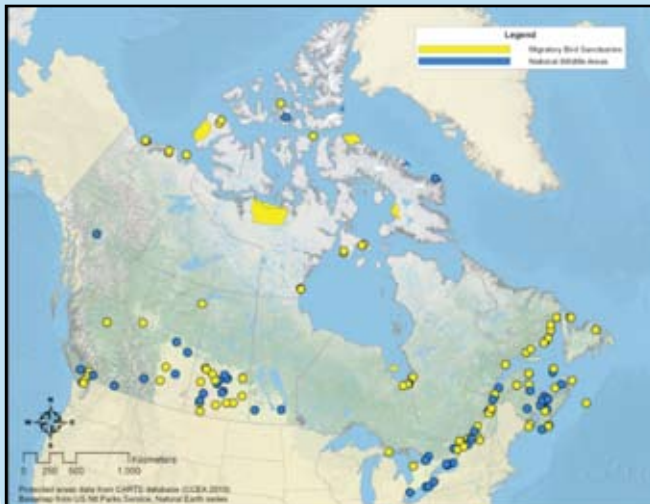 Legend
Migratory Bird Sanctuaries
National Wildlife Areas
N
0 250 500 1,000
Kilometers
Protected areas data from CARTS database (CCEA 2010)
Basemap from US Ntl Parks Service, Natural Earth series